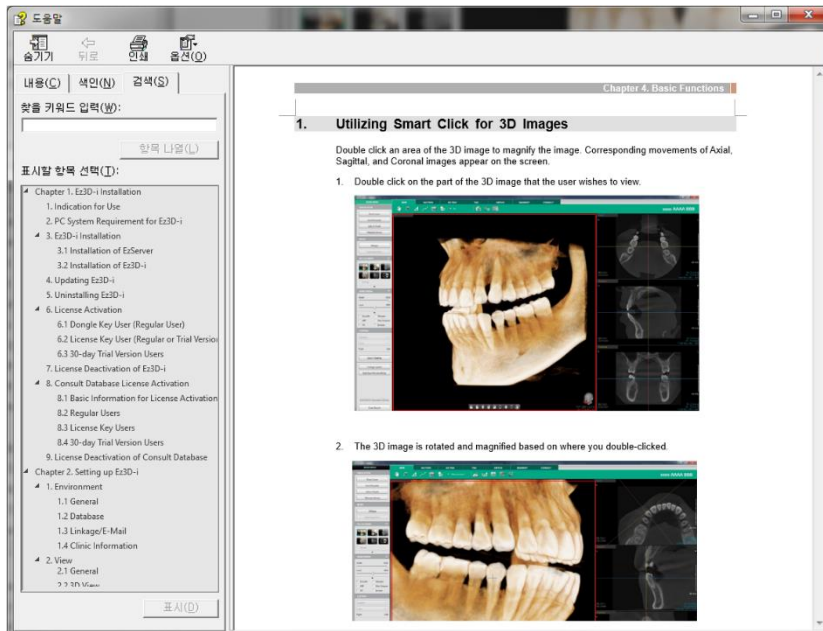 도움말
숨기기
뒤로
인쇄
옵션(O)
내용(C)
색인(N)
검색(S)
찾을 키워드 입력(W):
항목 나열(L)
표시할 항목 선택(T):
Chapter 1. Ez3D-i Installation
1. Indication for Use
2. PC System Requirement for Ez3D-i
3. Ez3D-i Installation
3.1 Installation of EzServer
3.2 Installation of Ez3D-i
4. Updating Ez3D-i
5. Uninstalling Ez3D-i
6. License Activation
6.1 Dongle Key User (Regular User)
6.2 License Key User (Regular or Trial Versio
6.3 30-day Trial Version Users
7. License Deactivation of Ez3D-i
8. Consult Database License Activation
8.1 Basic Information for License Activation
8.2 Regular Users
8.3 License Key Users
8.4 30-day Trial Version Users
9. License Deactivation of Consult Database
Chapter 2. Setting up Ez3D-i
1. Environment
1.1 General
1.2 Database
1.3 Linkage/E-Mail
1.4 Clinic Information
2. View
2.1 General
2.2 3D View
표시(D)
Chapter 4. Basic Functions
1. Utilizing Smart Click for 3D Images
Double click an area of the 3D image to magnify the image. Corresponding movements of Axial,
Sagittal, and Coronal images appear on the screen.
1. Double click on the part of the 3D image that the user wishes to view.
2. The 3D image is rotated and magnified based on where you double-clicked.